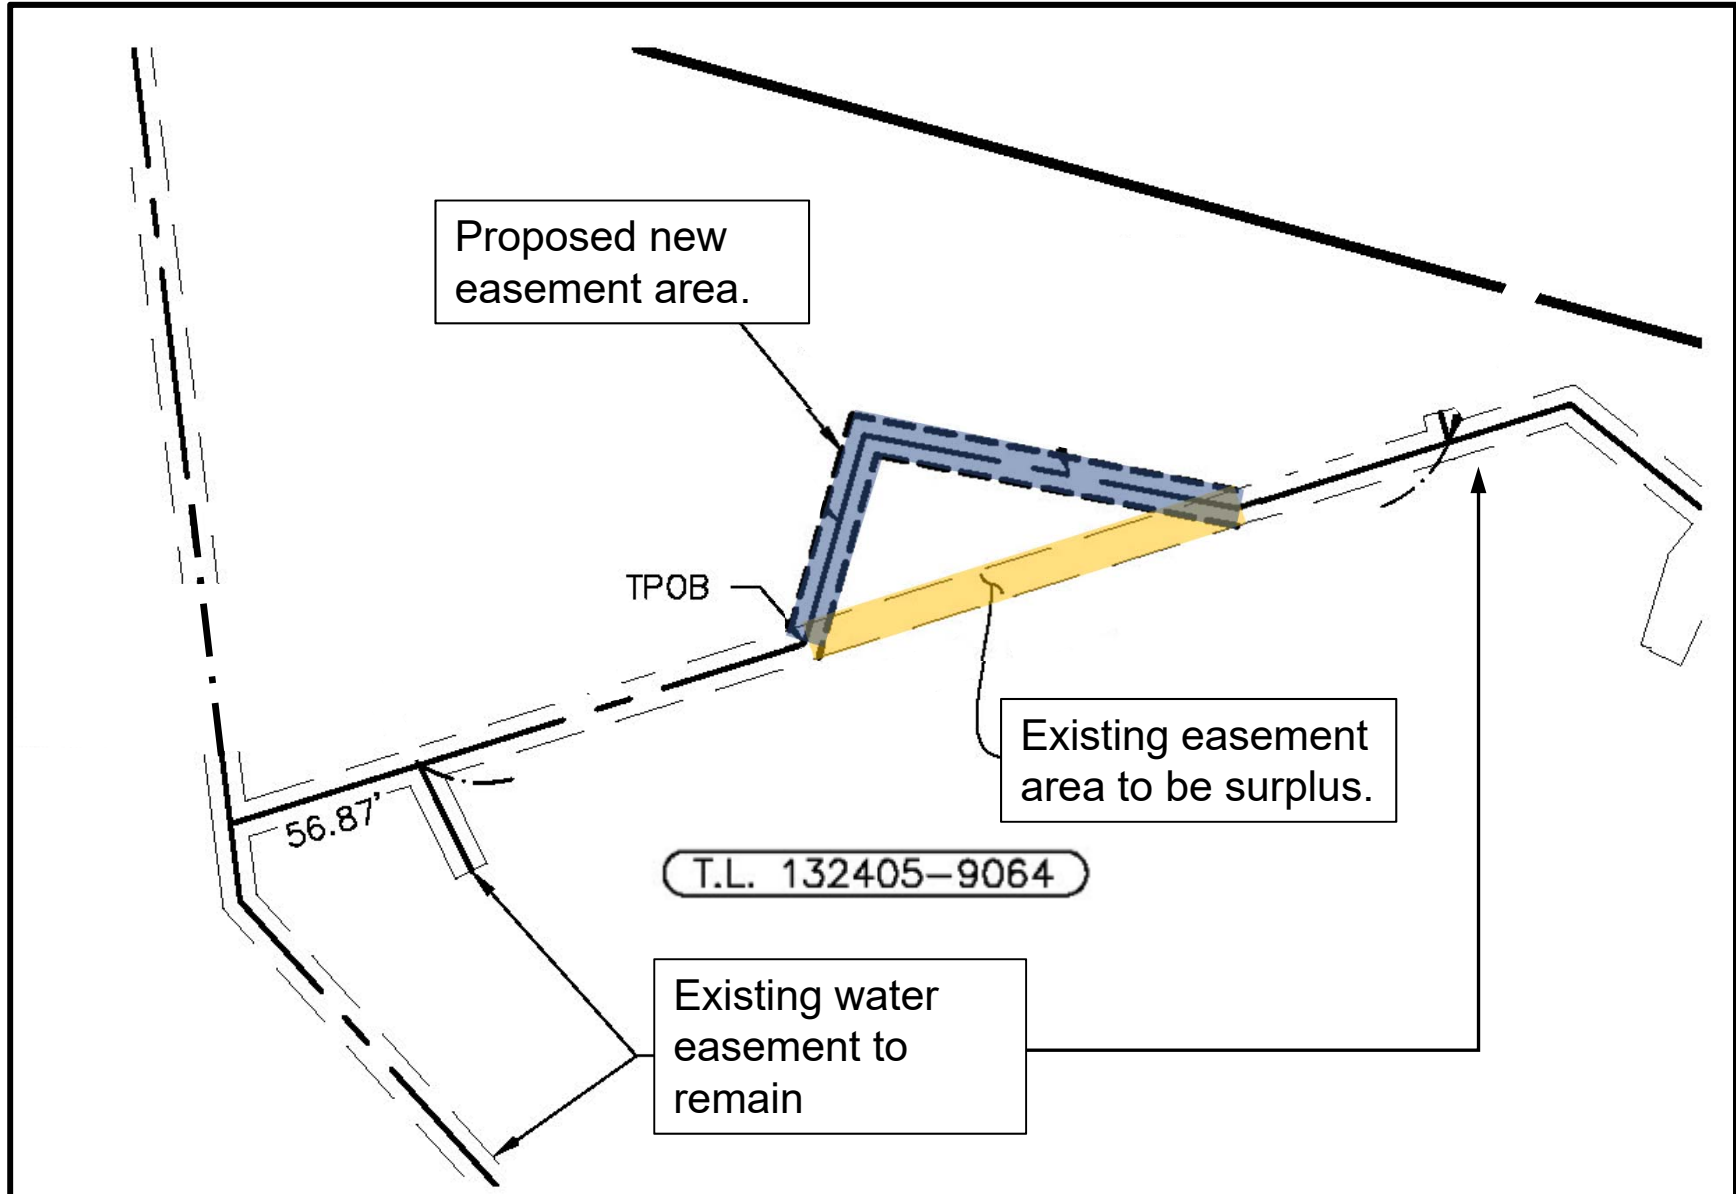 Proposed new
easement area.
TPOB
Existing easement
area to be surplus.
56.87'
T.L. 132405-9064
Existing water
easement to
remain